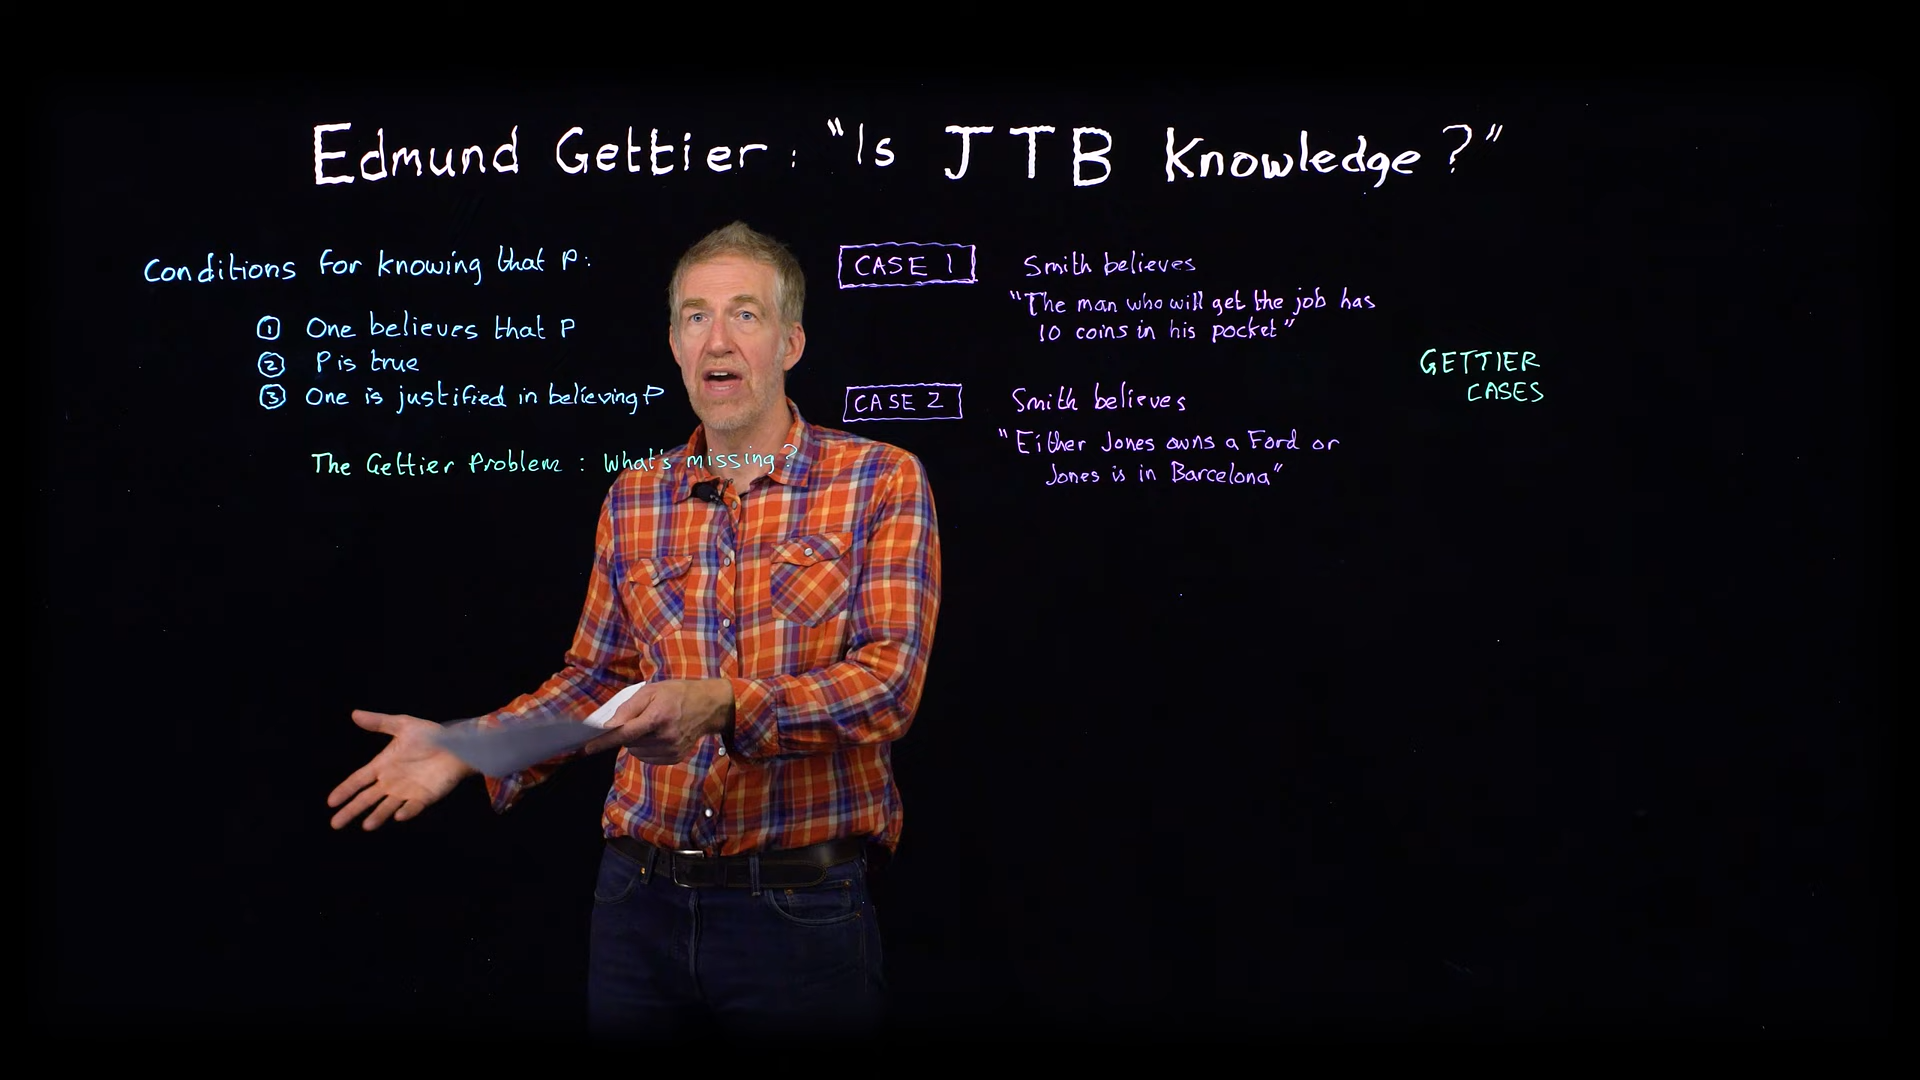 Edmund Gettier: "Is JTB Knowledge?"
Conditions for knowing that P:
① One believes that P
② P is true
③ One is justified in believing P
The Gettier Problem: What's missing?
CASE 1
Smith believes
"The man who will get the job has
10 coins in his pocket"
CASE 2
Smith believes
"Either Jones owns a Ford or
Jones is in Barcelona"
GETTIER
CASES